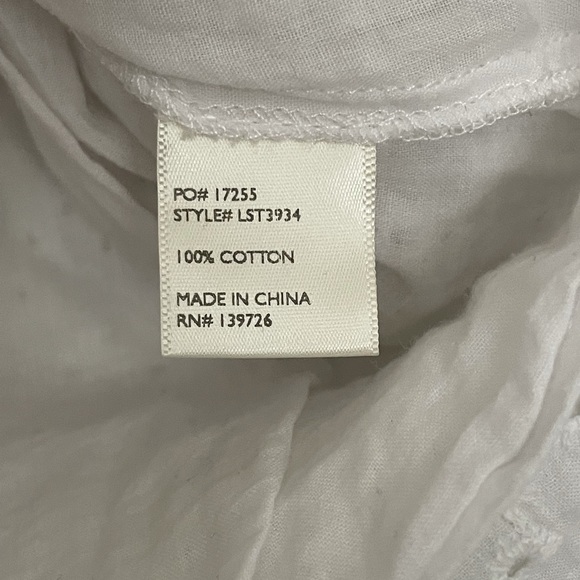 PO# 17255
STYLE# LST3934
100% COTTON
MADE IN CHINA
RN# 139726